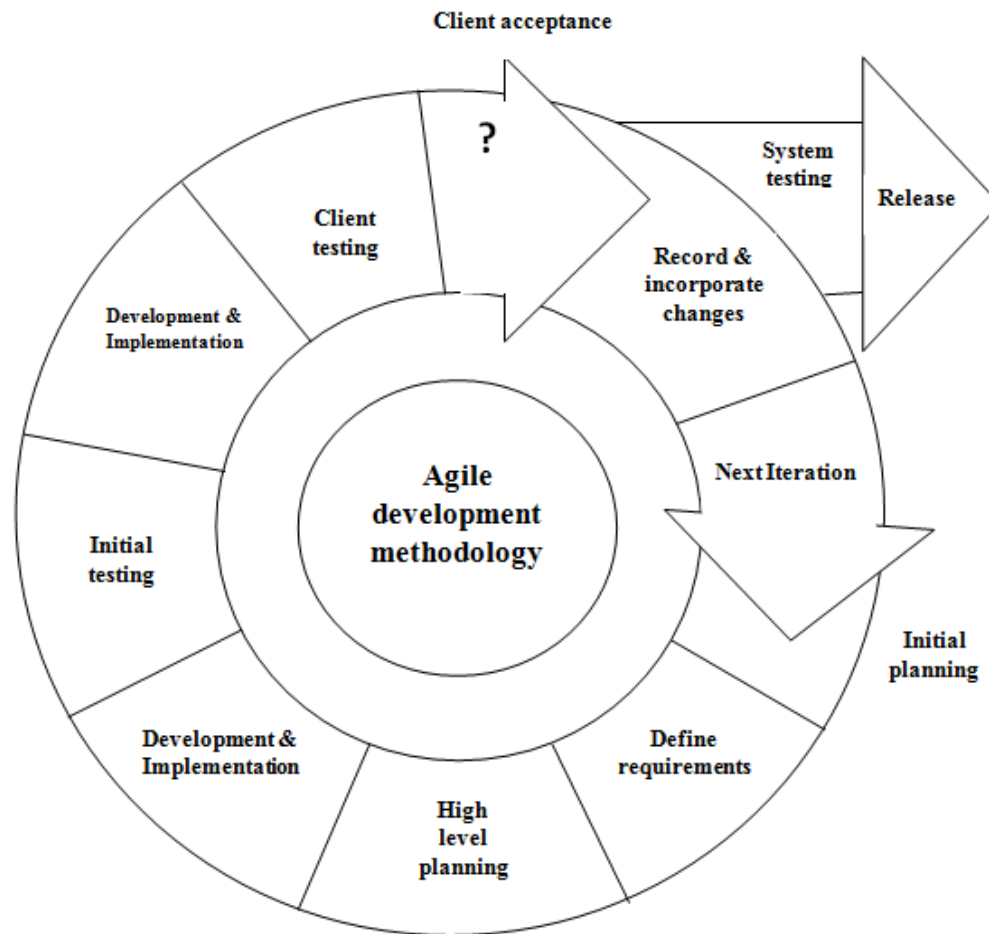 Client acceptance
?
System
testing
Release
Client
testing
Record &
incorporate
changes
Development &
Implementation
Next Iteration
Agile
development
methodology
Initial
testing
Initial
planning
Development &
Implementation
Define
requirements
High
level
planning